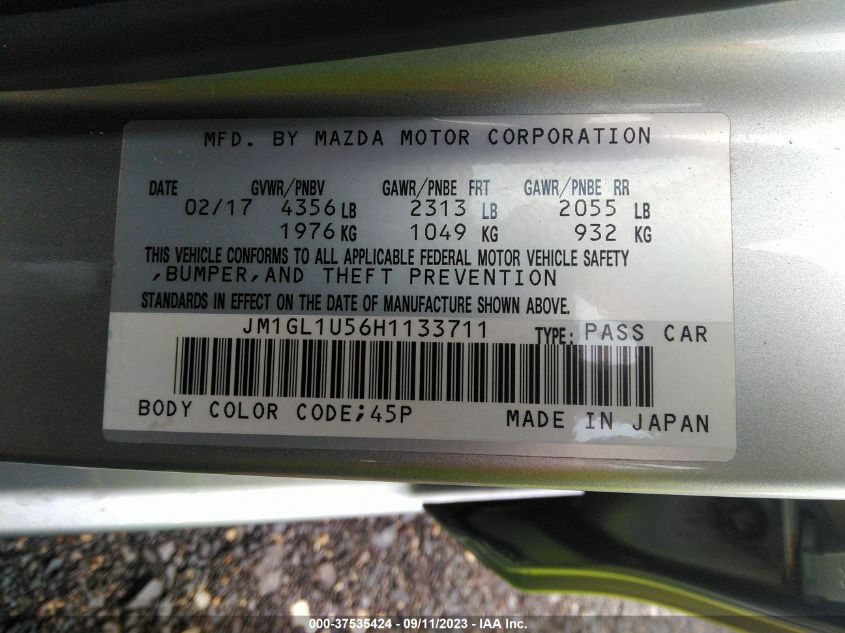 MFD. BY MAZDA MOTOR CORPORATION
DATE GVWR/PNBV GAWR/PNBE FRT GAWR/PNBE RR
02/17 4356 LB 2313 LB 2055 LB
1976 KG 1049 KG 932 KG
THIS VEHICLE CONFORMS TO ALL APPLICABLE FEDERAL MOTOR VEHICLE SAFETY
,BUMPER,AND THEFT PREVENTION
STANDARDS IN EFFECT ON THE DATE OF MANUFACTURE SHOWN ABOVE.
JM1GL1U56H1133711 TYPE: PASS CAR
BODY COLOR CODE;45P MADE IN JAPAN
000-37535424 - 09/11/2023 - IAA Inc.